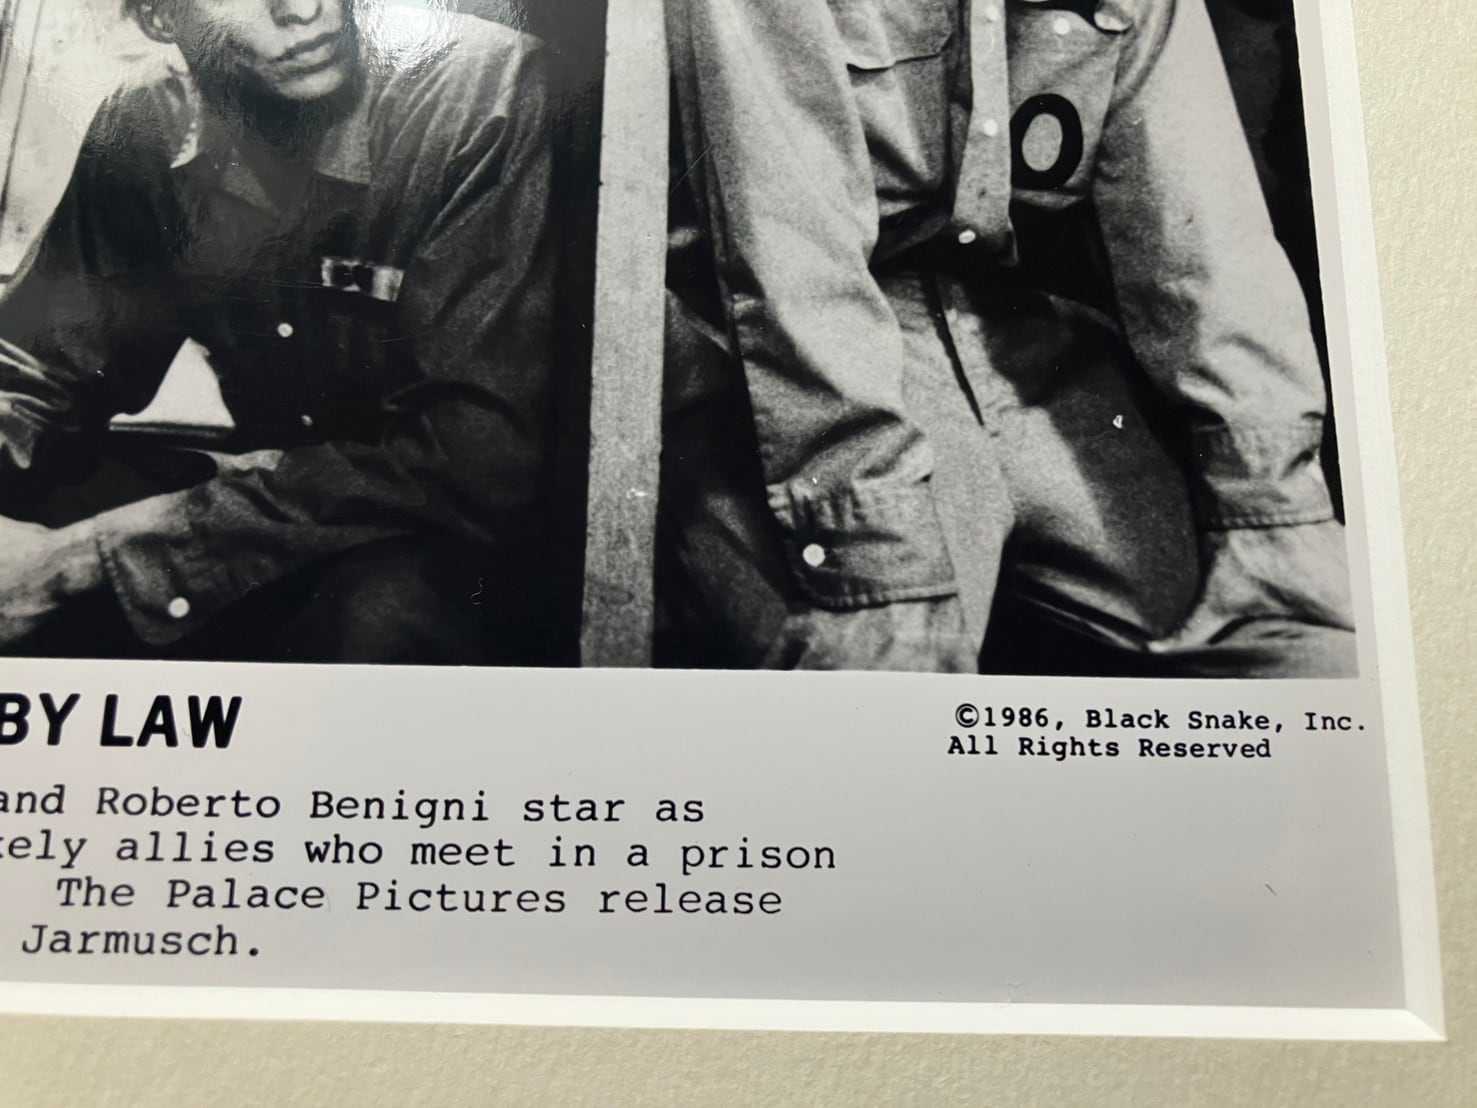 O
BY LAW
©1986, Black Snake, Inc.
All Rights Reserved
and Roberto Benigni star as
kely allies who meet in a prison
The Palace Pictures release
Jarmusch.